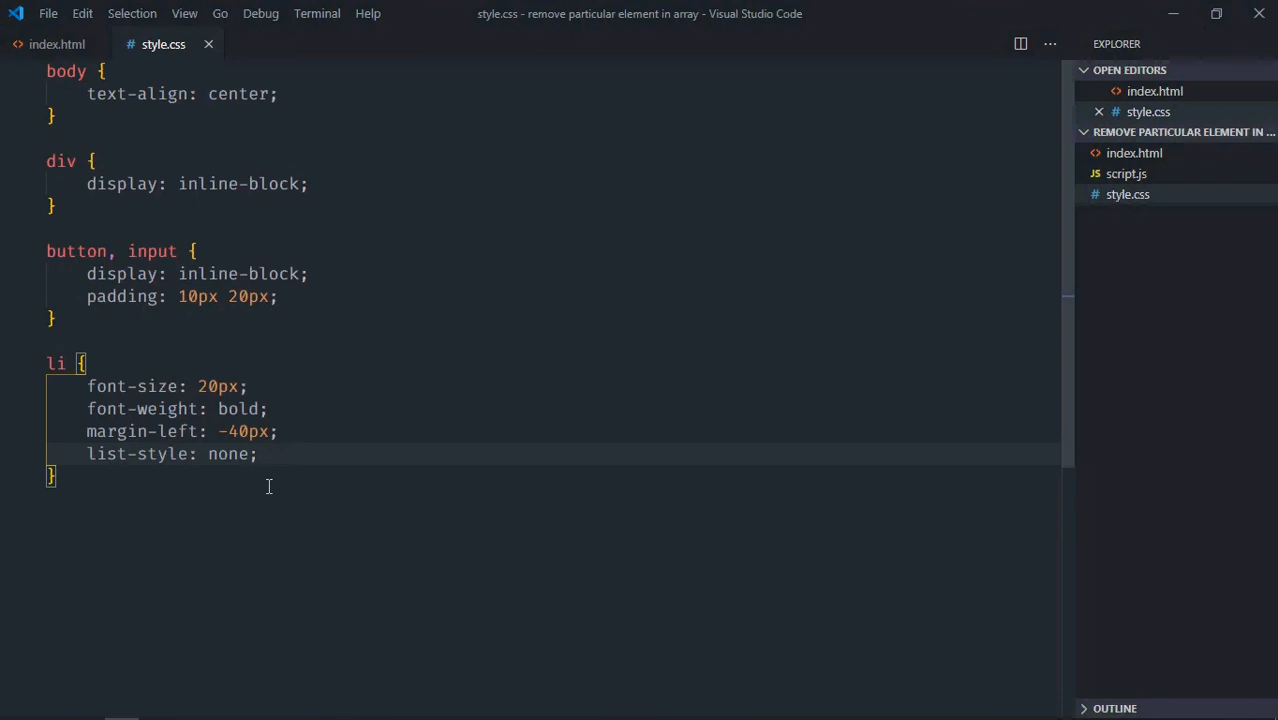 File Edit Selection View Go Debug Terminal Help style.css - remove particular element in array - Visual Studio Code
index.html style.css EXPLORER
body {
text-align: center;
}
div {
display: inline-block;
}
button, input {
display: inline-block;
padding: 10px 20px;
}
li {
font-size: 20px;
font-weight: bold;
margin-left: -40px;
list-style: none;
}
OPEN EDITORS
index.html
style.css
REMOVE PARTICULAR ELEMENT IN ...
index.html
JS script.js
# style.css
OUTLINE